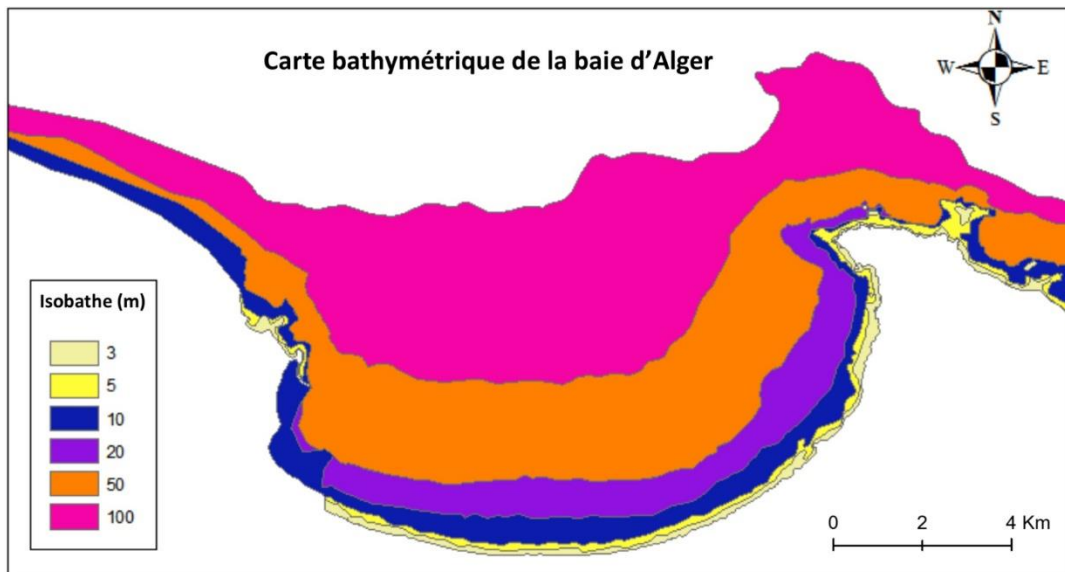 Carte bathymétrique de la baie d’Alger
N
W E
S
Isobathe (m)
3
5
10
20
50
100
0 2 4 Km